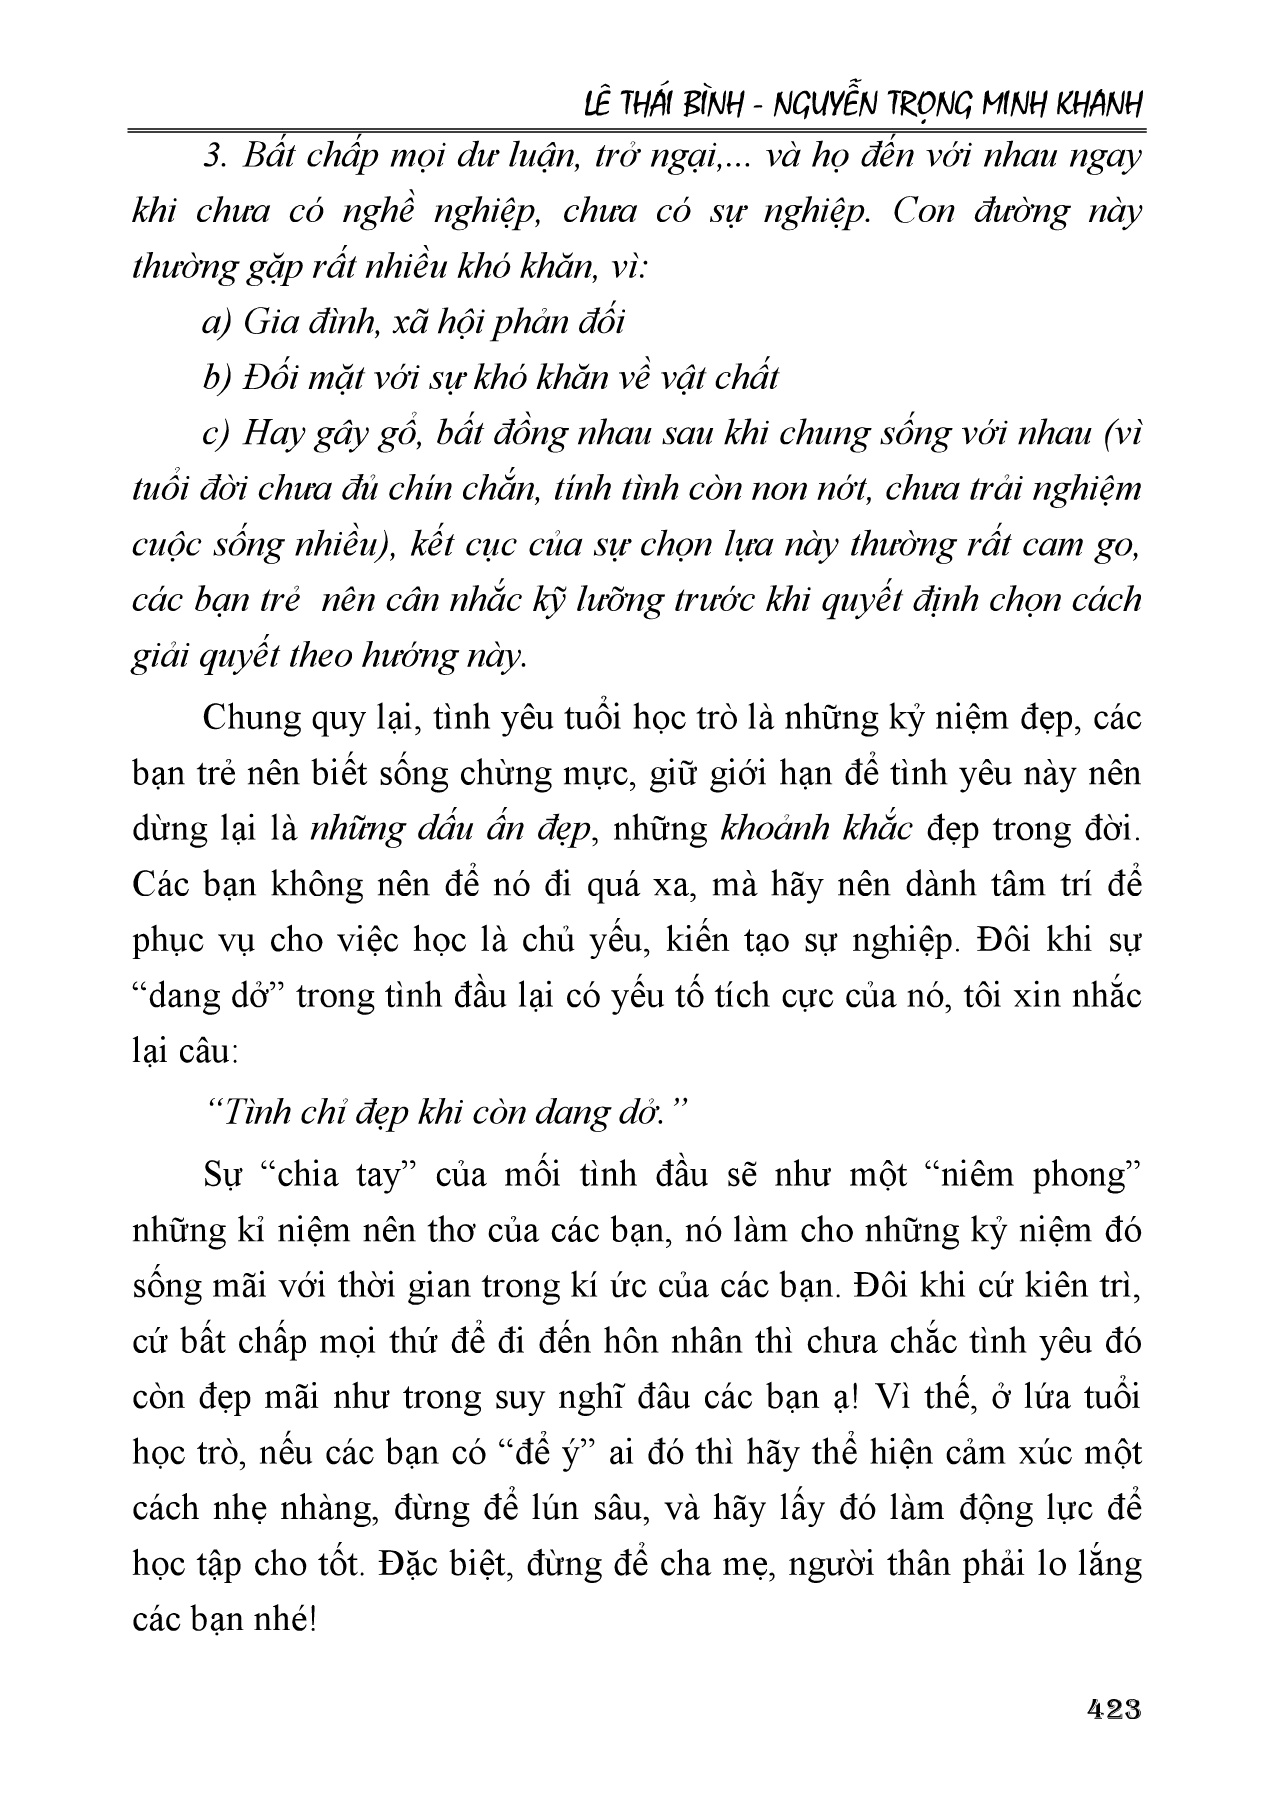 LÊ THÁI BÌNH - NGUYỄN TRỌNG MINH KHANH
3. Bất chấp mọi dư luận, trở ngại,... và họ đến với nhau ngay
khi chưa có nghề nghiệp, chưa có sự nghiệp. Con đường này
thường gặp rất nhiều khó khăn, vì:
a) Gia đình, xã hội phản đối
b) Đối mặt với sự khó khăn về vật chất
c) Hay gây gổ, bất đồng nhau sau khi chung sống với nhau (vì
tuổi đời chưa đủ chín chắn, tính tình còn non nớt, chưa trải nghiệm
cuộc sống nhiều), kết cục của sự chọn lựa này thường rất cam go,
các bạn trẻ  nên cân nhắc kỹ lưỡng trước khi quyết định chọn cách
giải quyết theo hướng này.
Chung quy lại, tình yêu tuổi học trò là những kỷ niệm đẹp, các
bạn trẻ nên biết sống chừng mực, giữ giới hạn để tình yêu này nên
dừng lại là những dấu ấn đẹp, những khoảnh khắc đẹp trong đời.
Các bạn không nên để nó đi quá xa, mà hãy nên dành tâm trí để
phục vụ cho việc học là chủ yếu, kiến tạo sự nghiệp. Đôi khi sự
“dang dở” trong tình đầu lại có yếu tố tích cực của nó, tôi xin nhắc
lại câu:
“Tình chỉ đẹp khi còn dang dở.”
Sự “chia tay” của mối tình đầu sẽ như một “niêm phong”
những kỉ niệm nên thơ của các bạn, nó làm cho những kỷ niệm đó
sống mãi với thời gian trong kí ức của các bạn. Đôi khi cứ kiên trì,
cứ bất chấp mọi thứ để đi đến hôn nhân thì chưa chắc tình yêu đó
còn đẹp mãi như trong suy nghĩ đâu các bạn ạ! Vì thế, ở lứa tuổi
học trò, nếu các bạn có “để ý” ai đó thì hãy thể hiện cảm xúc một
cách nhẹ nhàng, đừng để lún sâu, và hãy lấy đó làm động lực để
học tập cho tốt. Đặc biệt, đừng để cha mẹ, người thân phải lo lắng
các bạn nhé!
423